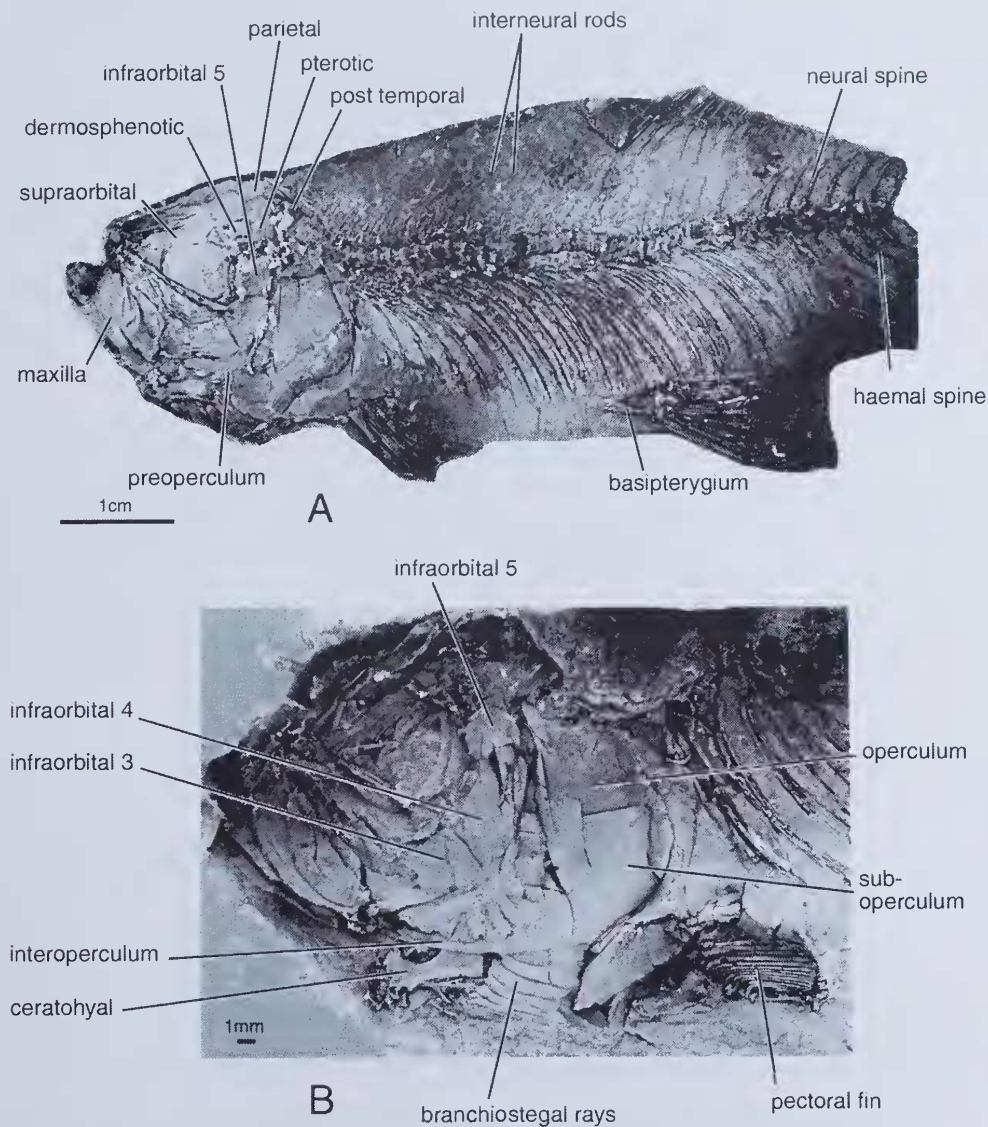 interneural rods
parietal
infraorbital 5
pterotic
neural spine
post temporal
dermosphenotic
supraorbital
maxilla
haemal spine
preoperculum
basipterygium
1cm
A
infraorbital 5
infraorbital 4
operculum
infraorbital 3
sub-
operculum
interoperculum
ceratohyal
1mm
pectoral fin
B
branchiostegal rays